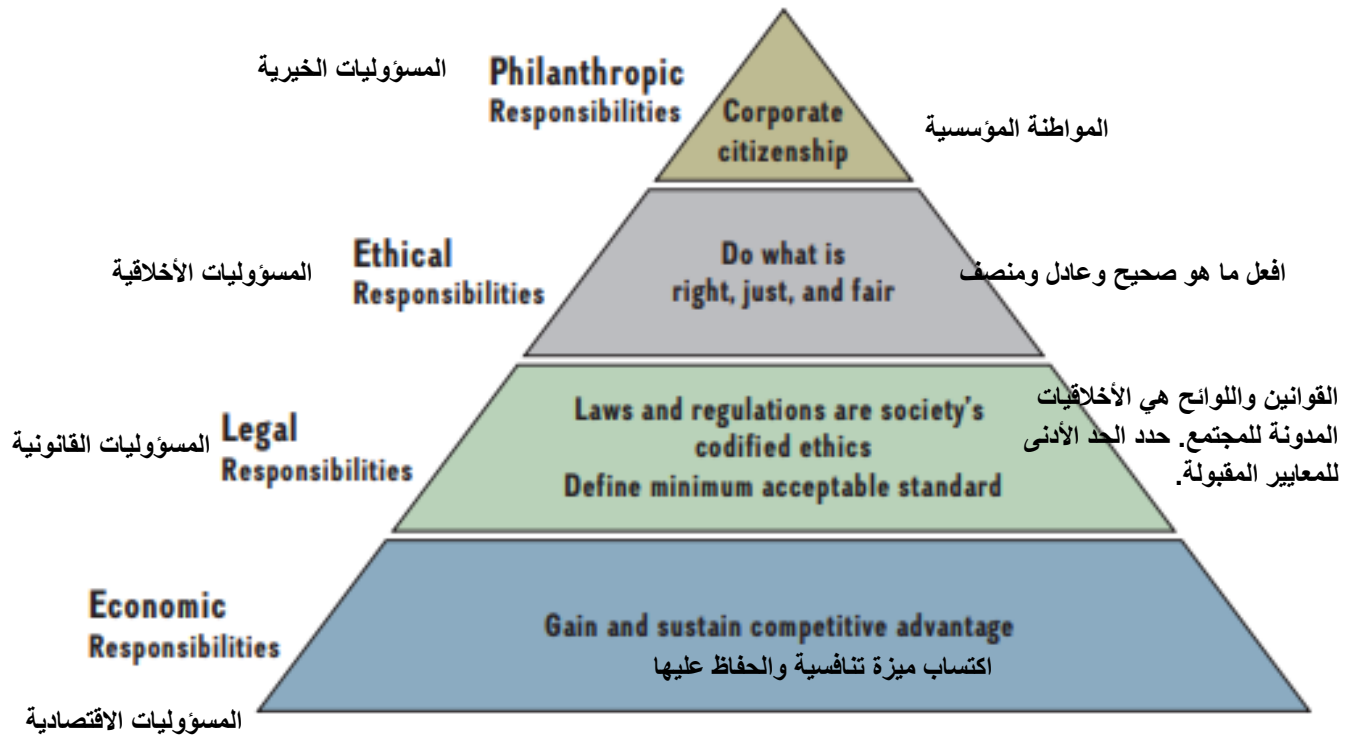 المسؤوليات الخيرية
Philanthropic
Responsibilities
Corporate
citizenship
المواطنة المؤسسية
المسؤوليات الأخلاقية
Ethical
Responsibilities
Do what is
right, just, and fair
افعل ما هو صحيح وعادل ومنصف
المسؤوليات القانونية
Legal
Responsibilities
Laws and regulations are society's
codified ethics
Define minimum acceptable standard
القوانين واللوائح هي الأخلاقيات
المدونة للمجتمع. حدد الحد الأدنى
للمعايير المقبولة.
Economic
Responsibilities
المسؤوليات الاقتصادية
Gain and sustain competitive advantage
اكتساب ميزة تنافسية والحفاظ عليها